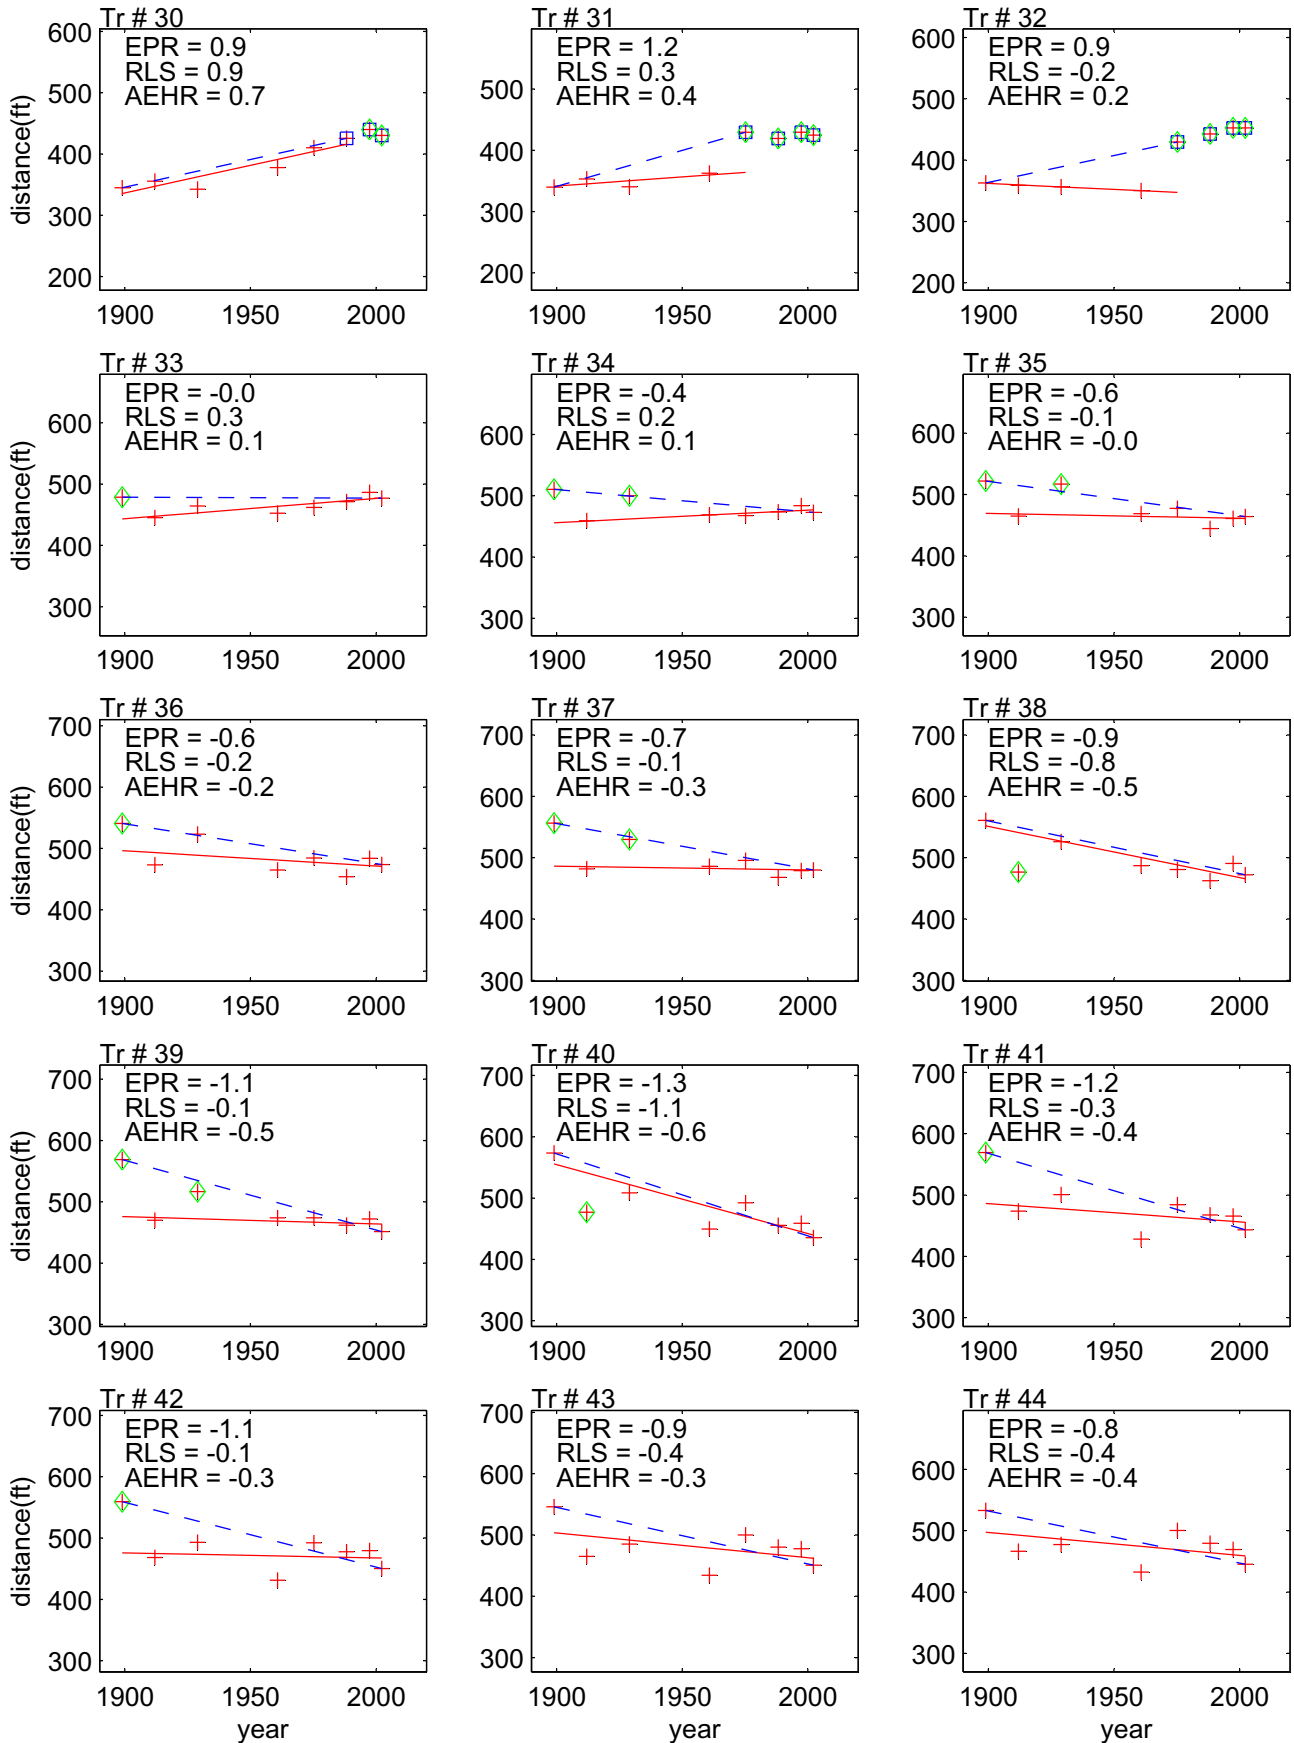 Tr # 30
EPR = 0.9
RLS = 0.9
AEHR = 0.7
600
500
400
300
200
distance(ft)
1900 1950 2000
Tr # 31
EPR = 1.2
RLS = 0.3
AEHR = 0.4
500
400
300
200
1900 1950 2000
Tr # 32
EPR = 0.9
RLS = -0.2
AEHR = 0.2
600
500
400
300
200
1900 1950 2000
Tr # 33
EPR = -0.0
RLS = 0.3
AEHR = 0.1
600
500
400
300
distance(ft)
1900 1950 2000
Tr # 34
EPR = -0.4
RLS = 0.2
AEHR = 0.1
600
500
400
300
1900 1950 2000
Tr # 35
EPR = -0.6
RLS = -0.1
AEHR = -0.0
600
500
400
300
1900 1950 2000
Tr # 36
EPR = -0.6
RLS = -0.2
AEHR = -0.2
700
600
500
400
300
distance(ft)
1900 1950 2000
Tr # 37
EPR = -0.7
RLS = -0.1
AEHR = -0.3
700
600
500
400
300
1900 1950 2000
Tr # 38
EPR = -0.9
RLS = -0.8
AEHR = -0.5
700
600
500
400
300
1900 1950 2000
Tr # 39
EPR = -1.1
RLS = -0.1
AEHR = -0.5
700
600
500
400
300
distance(ft)
1900 1950 2000
Tr # 40
EPR = -1.3
RLS = -1.1
AEHR = -0.6
700
600
500
400
300
1900 1950 2000
Tr # 41
EPR = -1.2
RLS = -0.3
AEHR = -0.4
700
600
500
400
300
1900 1950 2000
Tr # 42
EPR = -1.1
RLS = -0.1
AEHR = -0.3
700
600
500
400
300
distance(ft)
1900 1950 2000
year
Tr # 43
EPR = -0.9
RLS = -0.4
AEHR = -0.3
600
500
400
300
1900 1950 2000
year
Tr # 44
EPR = -0.8
RLS = -0.4
AEHR = -0.4
600
500
400
300
1900 1950 2000
year